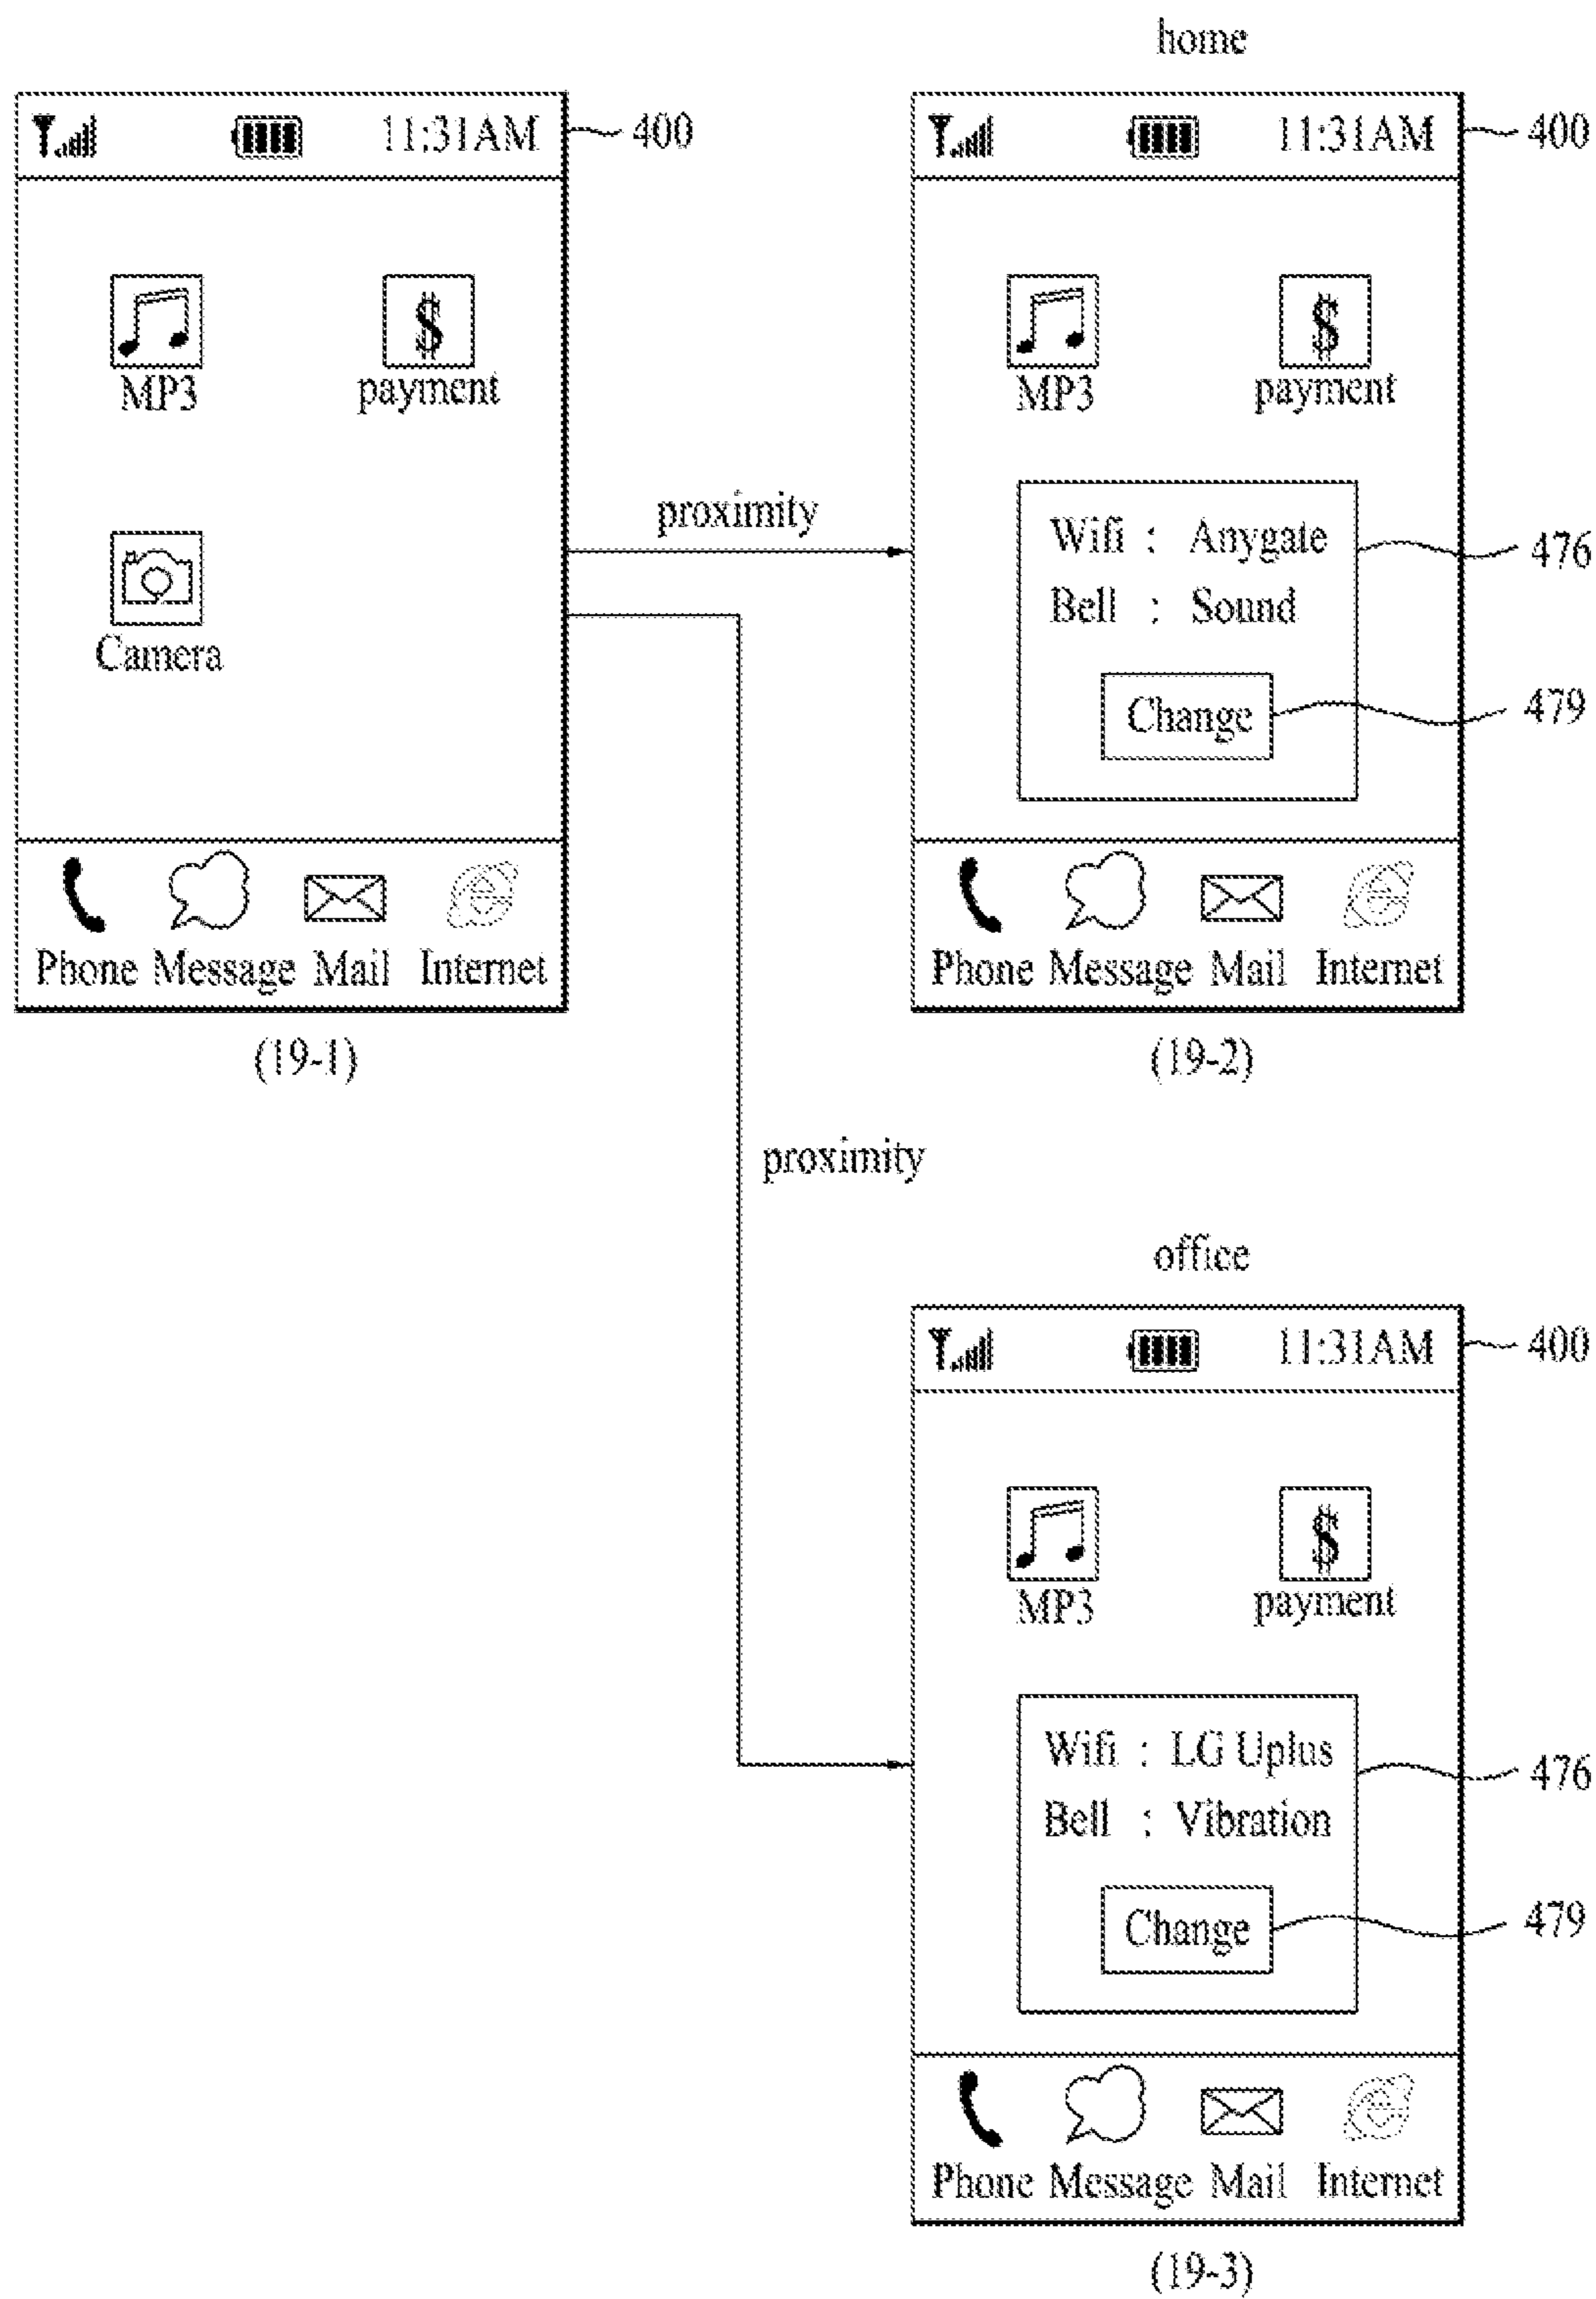 home
11:31AM 400
MP3 payment
Camera
Phone Message Mail Internet
(19-1)
proximity
11:31AM 400
MP3 payment
Wifi : Anygate
Bell : Sound
476
Change
479
Phone Message Mail Internet
(19-2)
proximity
office
11:31AM 400
MP3 payment
Wifi : LG Uplus
Bell : Vibration
476
Change
479
Phone Message Mail Internet
(19-3)